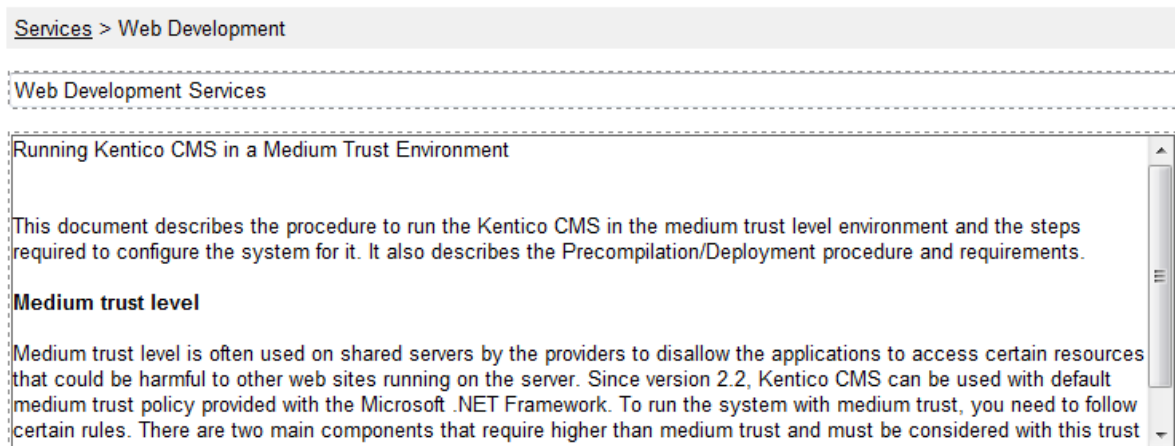 Services > Web Development
Web Development Services
Running Kentico CMS in a Medium Trust Environment
This document describes the procedure to run the Kentico CMS in the medium trust level environment and the steps
required to configure the system for it. It also describes the Precompilation/Deployment procedure and requirements.
Medium trust level
Medium trust level is often used on shared servers by the providers to disallow the applications to access certain resources
that could be harmful to other web sites running on the server. Since version 2.2, Kentico CMS can be used with default
medium trust policy provided with the Microsoft .NET Framework. To run the system with medium trust, you need to follow
certain rules. There are two main components that require higher than medium trust and must be considered with this trust